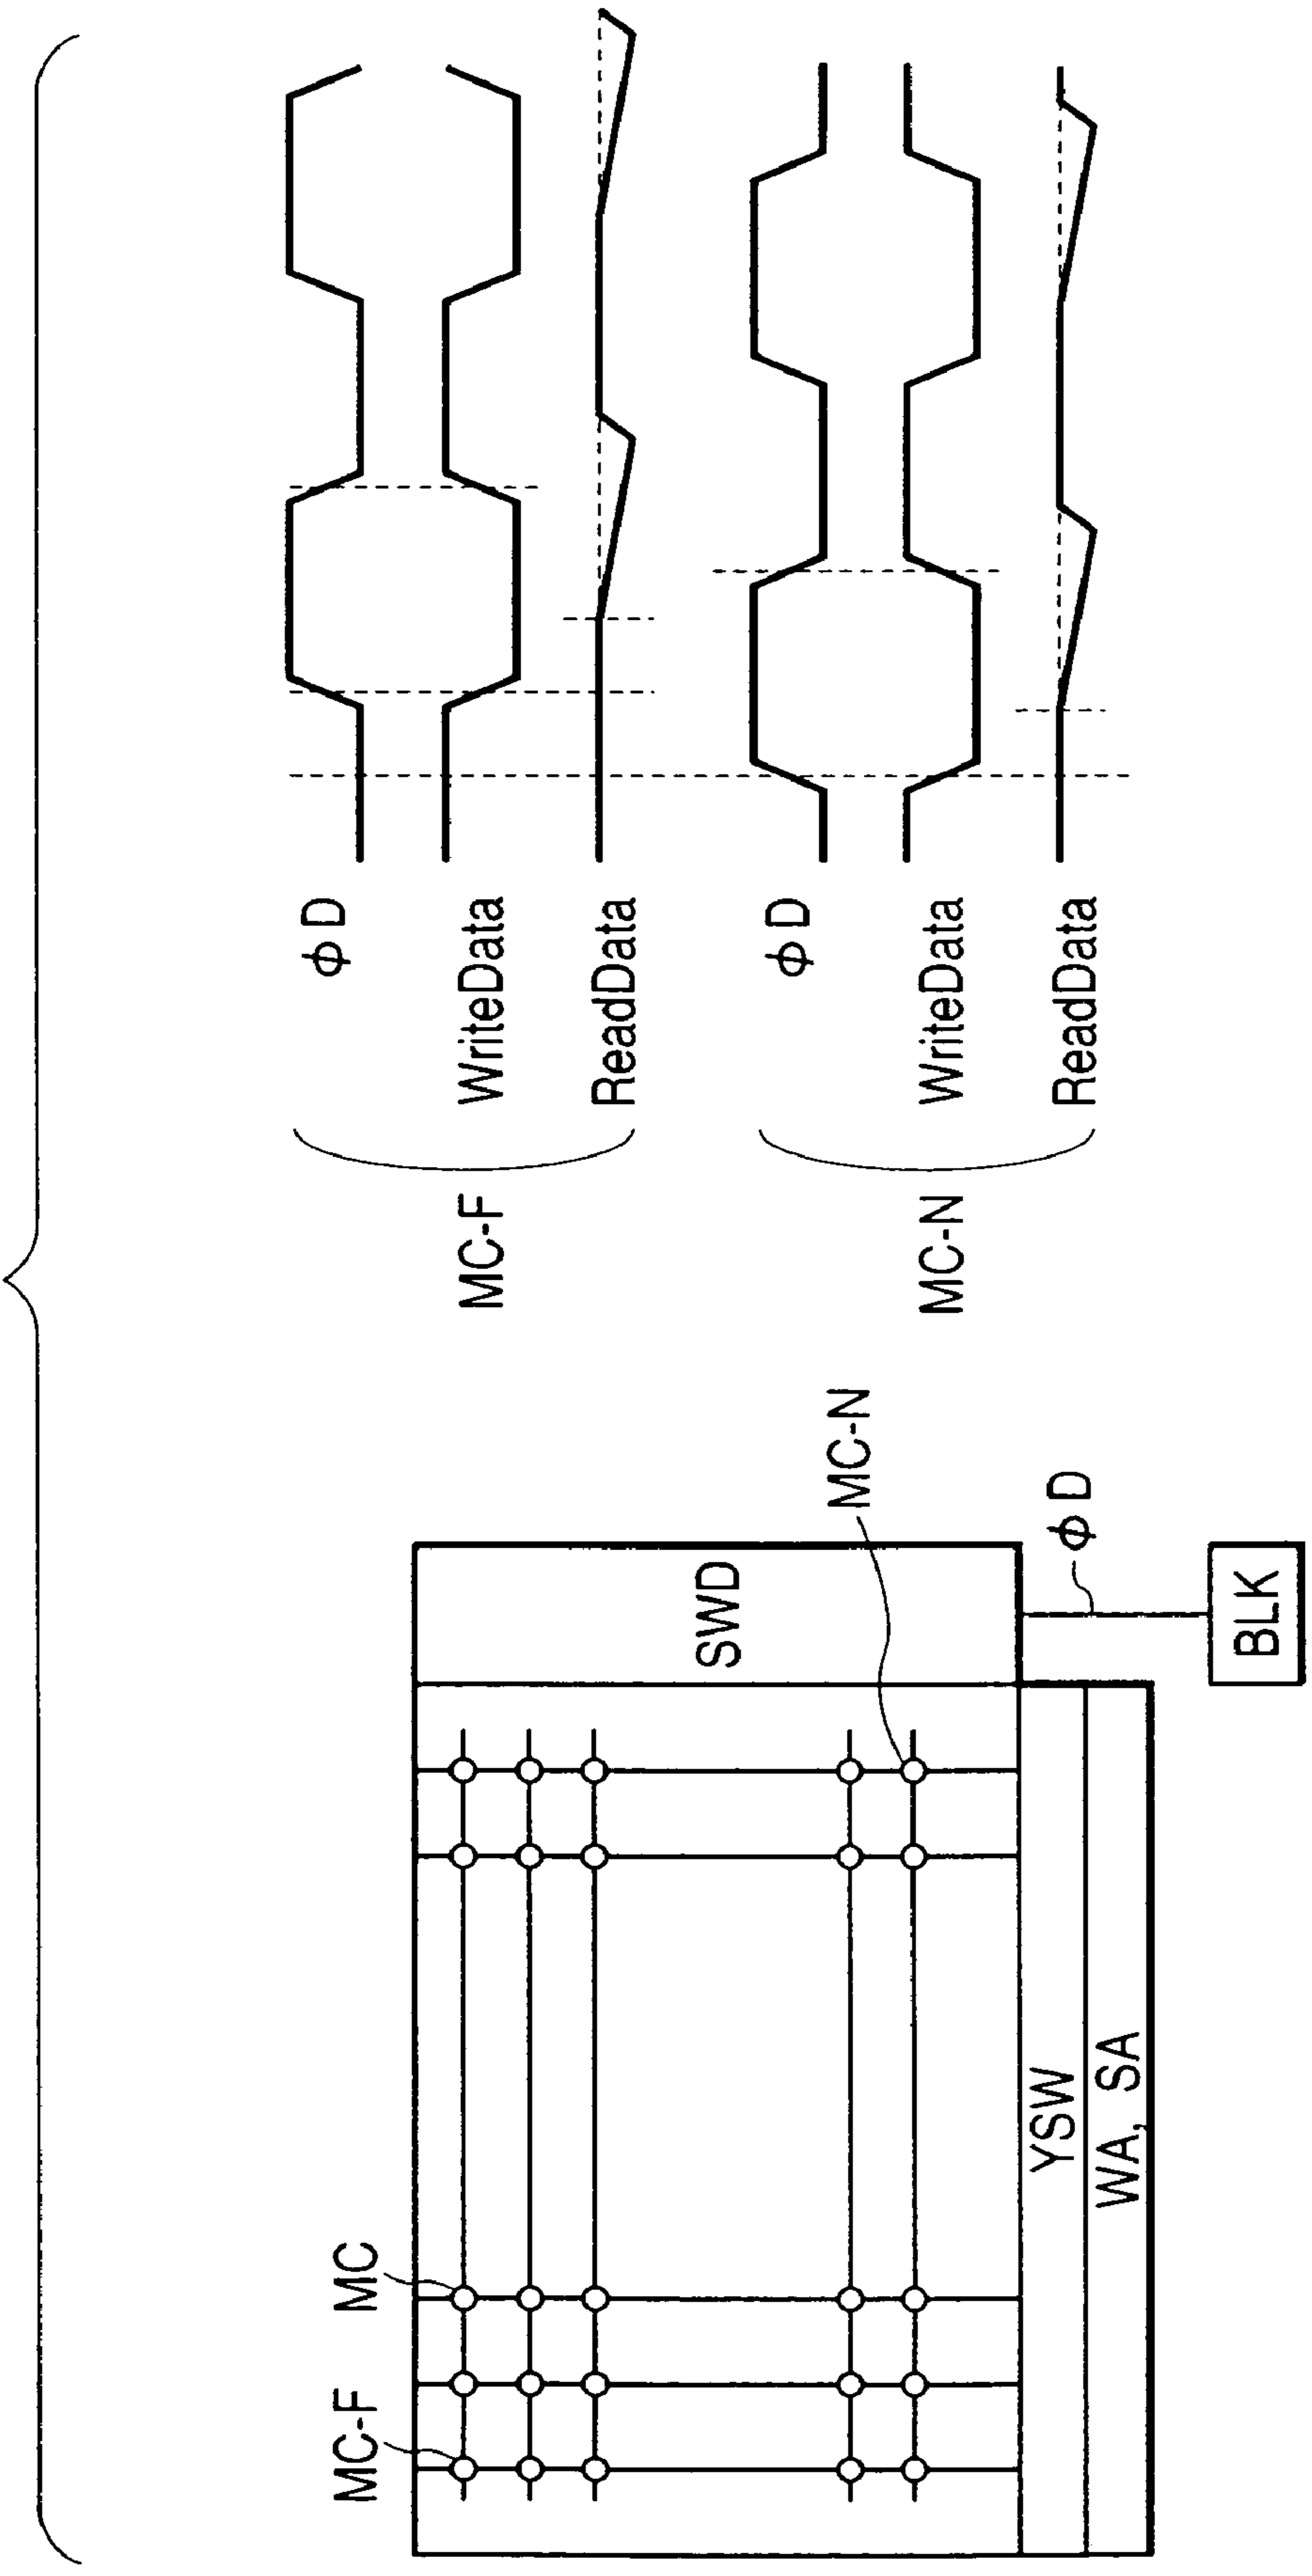 MC-F
MC
MC-N
SWD
YSW
WA, SA
φD
BLK
MC-F
φD
WriteData
ReadData
MC-N
φD
WriteData
ReadData